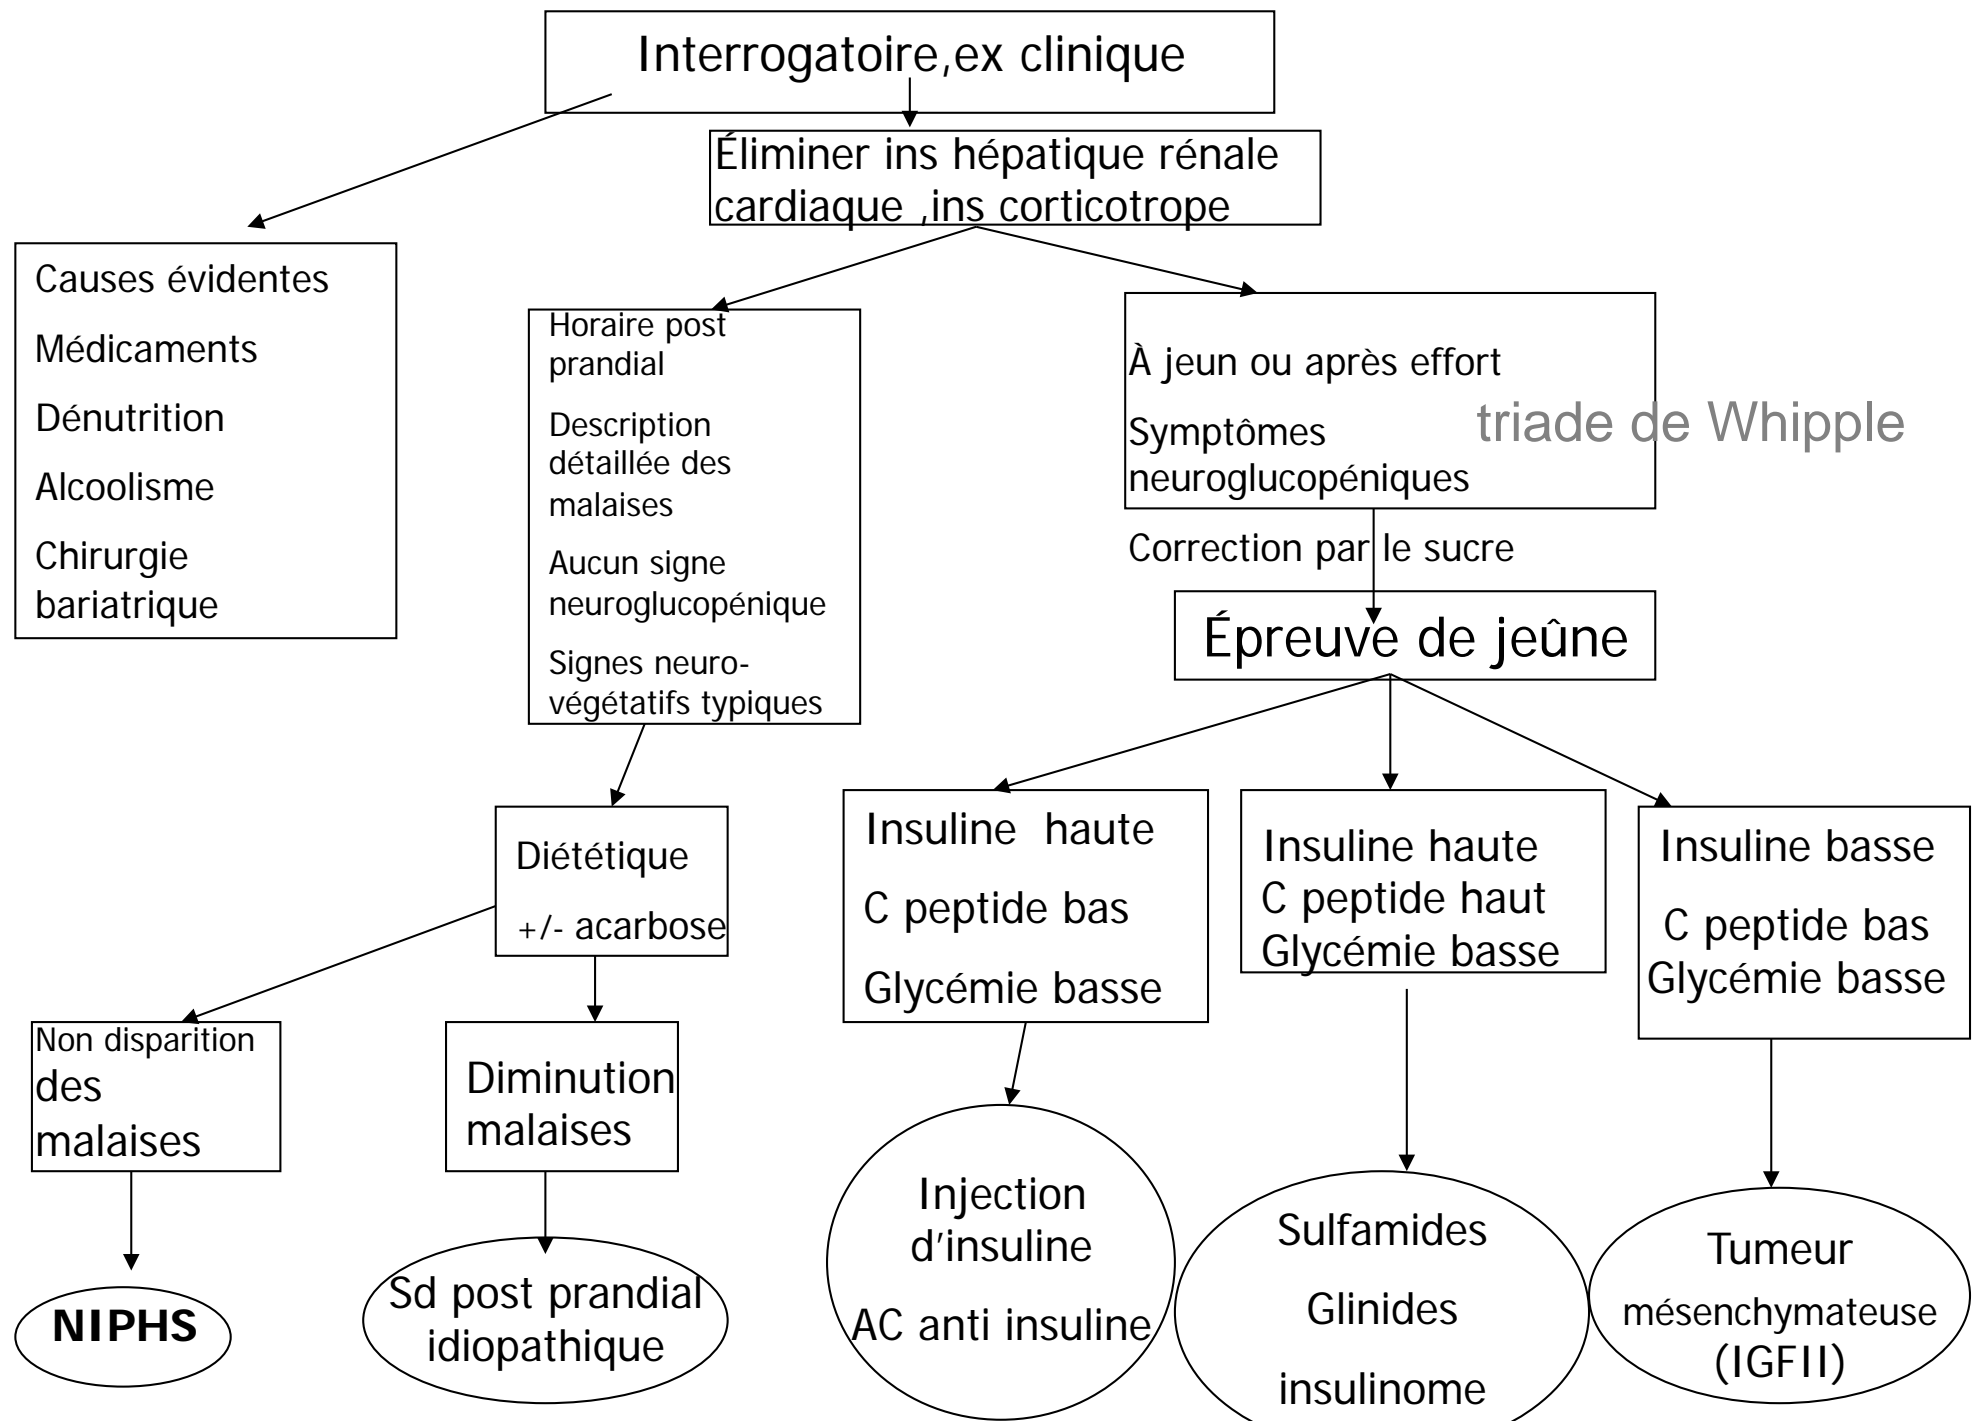 Interrogatoire,ex clinique
Éliminer ins hépatique rénale
cardiaque ,ins corticotrope
Causes évidentes
Médicaments
Dénutrition
Alcoolisme
Chirurgie
bariatrique
Horaire post
prandial
Description
détaillée des
malaises
Aucun signe
neuroglucopénique
Signes neuro-
végétatifs typiques
À jeun ou après effort
Symptômes
neuroglucopéniques
triade de Whipple
Correction par le sucre
Épreuve de jeûne
Diététique
+/- acarbose
Insuline haute
C peptide bas
Glycémie basse
Insuline haute
C peptide haut
Glycémie basse
Insuline basse
C peptide bas
Glycémie basse
Non disparition
des
malaises
Diminution
malaises
NIPHS
Sd post prandial
idiopathique
Injection
d'insuline
AC anti insuline
Sulfamides
Glinides
insulinome
Tumeur
mésenchymateuse
(IGFII)